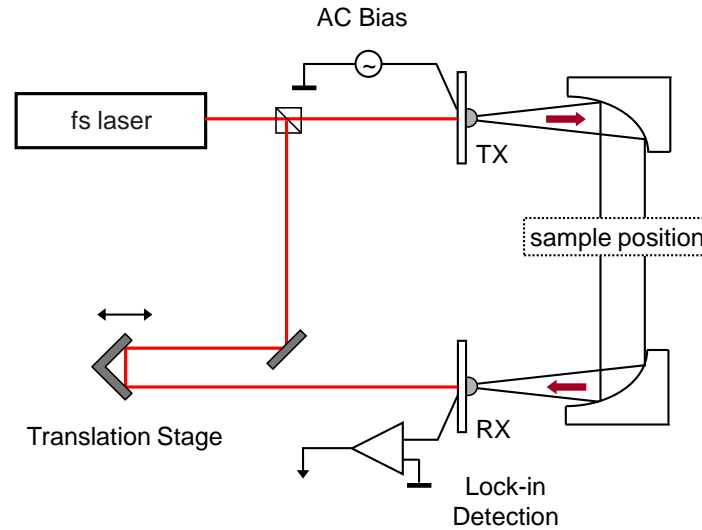 AC Bias
~
fs laser
TX
sample position
Translation Stage
RX
Lock-in
Detection